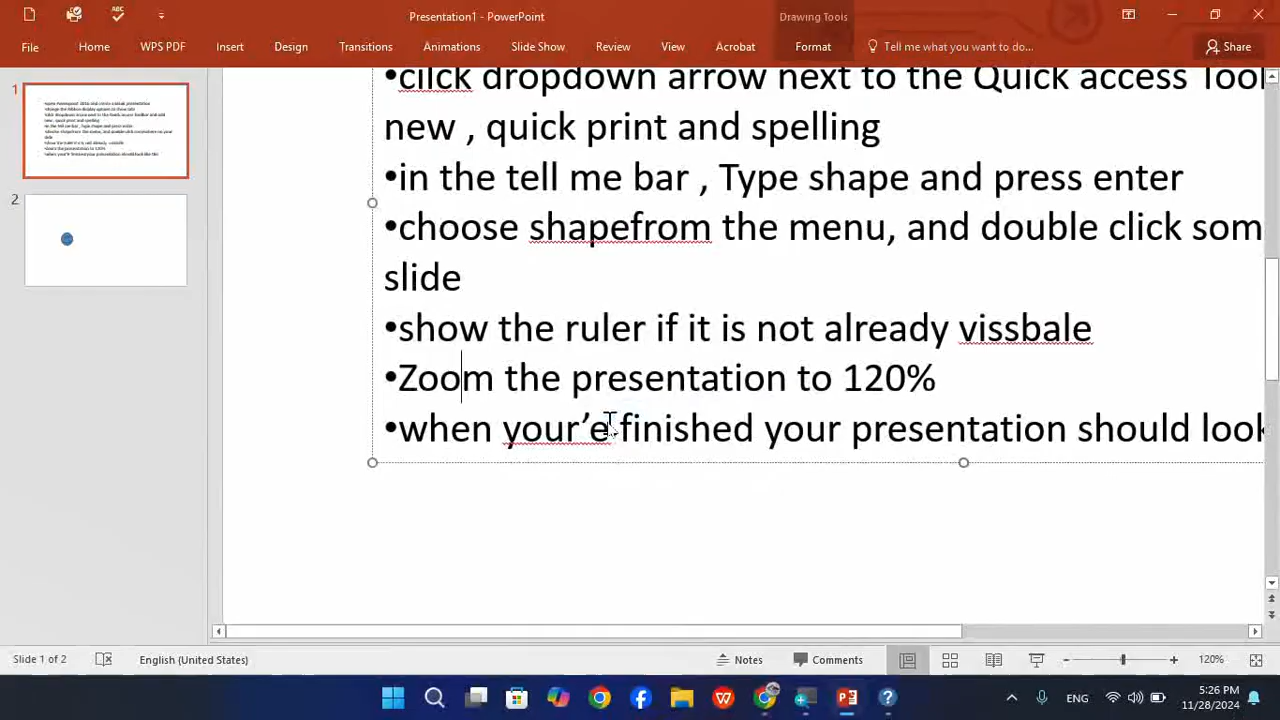 ABC
Presentation1 - PowerPoint
Drawing Tools
File
Home
WPS PDF
Insert
Design
Transitions
Animations
Slide Show
Review
View
Acrobat
Format
Tell me what you want to do...
Share
1
2
•click dropdown arrow next to the Quick access Tool
new , quick print and spelling
•in the tell me bar , Type shape and press enter
•choose shapefrom the menu, and double click som
slide
•show the ruler if it is not already vissbale
•Zoom the presentation to 120%
•when your’e finished your presentation should look
Slide 1 of 2
English (United States)
Notes
Comments
120%
ENG
5:26 PM
11/28/2024